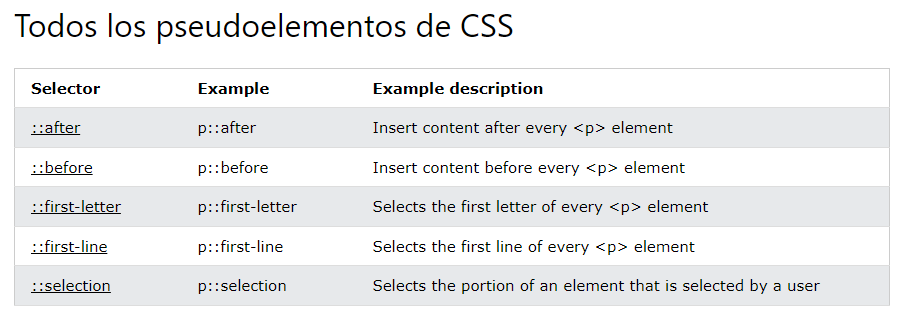 Todos los pseudoelementos de CSS
Selector Example Example description
::after p::after Insert content after every <p> element
::before p::before Insert content before every <p> element
::first-letter p::first-letter Selects the first letter of every <p> element
::first-line p::first-line Selects the first line of every <p> element
::selection p::selection Selects the portion of an element that is selected by a user